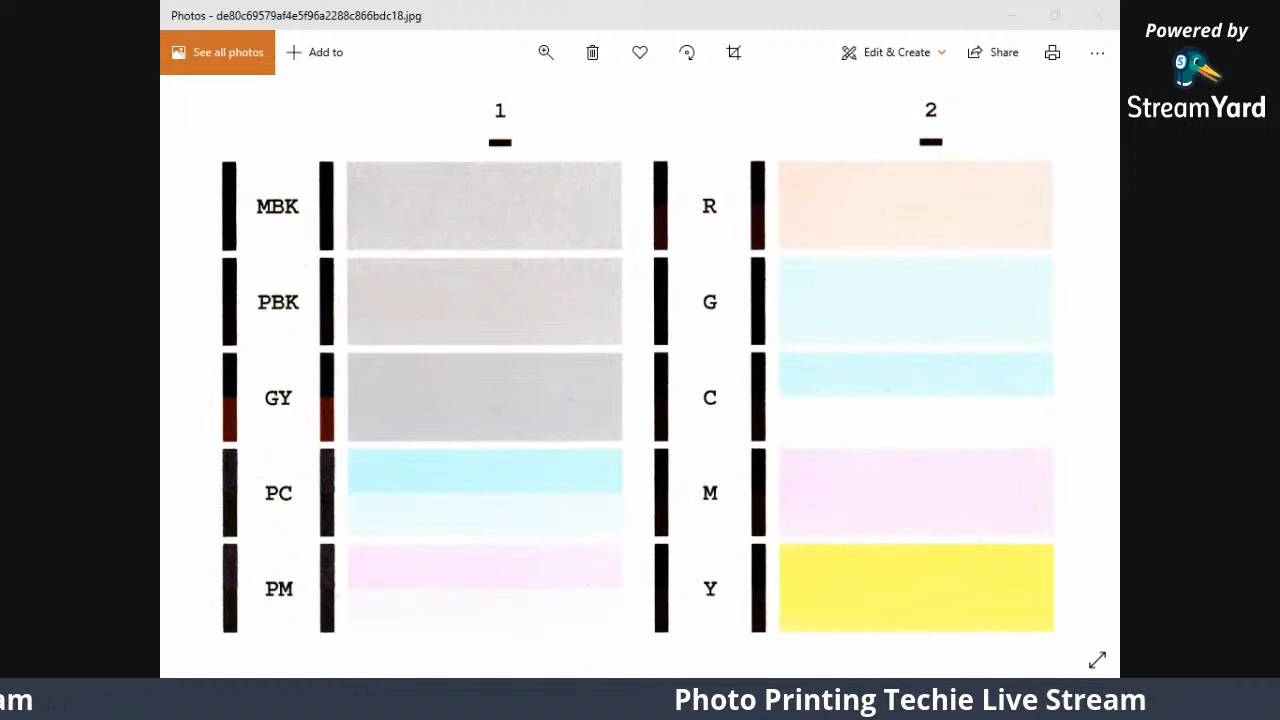 Photos - de80c69579af4e5f96a2288c866bdc18.jpg
See all photos
Add to
Edit & Create
Share
Powered by
StreamYard
1
2
MBK
R
PBK
G
GY
C
PC
M
PM
Y
am
Photo Printing Techie Live Stream